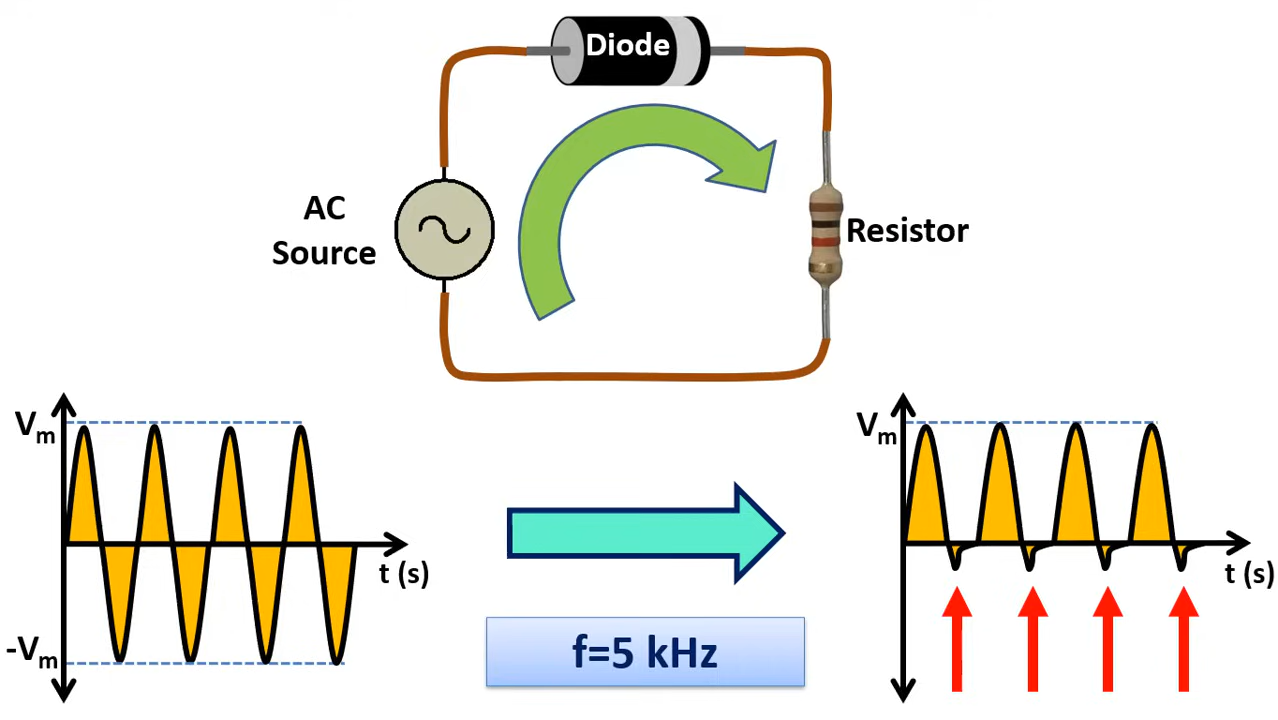 Diode
AC
Source
Resistor
Vm
t (s)
-Vm
f=5 kHz
Vm
t (s)